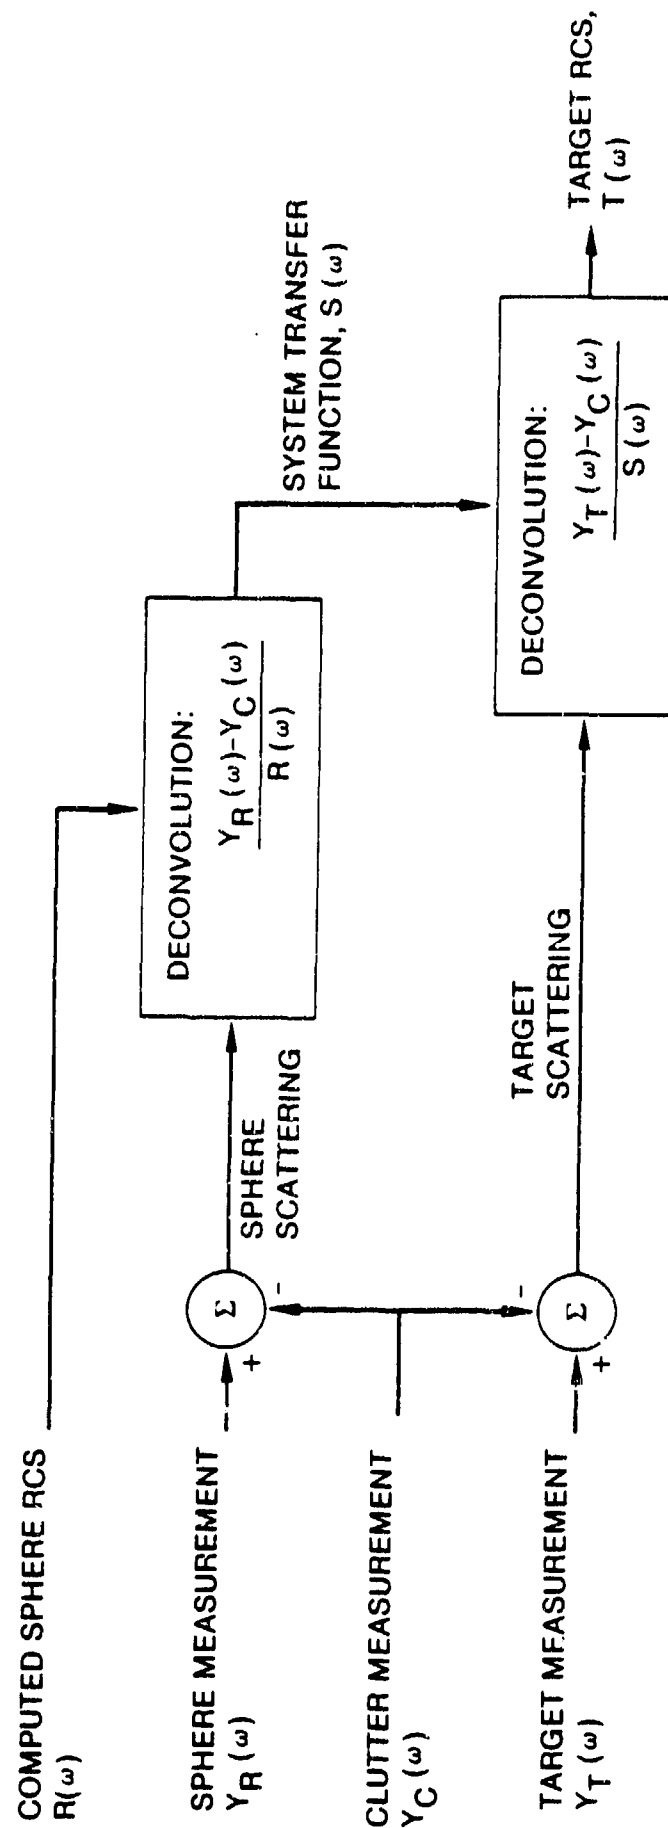 COMPUTED SPHERE RCS
R(ω)
SPHERE MEASUREMENT
Y_R(ω)
CLUTTER MEASUREMENT
Y_C(ω)
TARGET MEASUREMENT
Y_T(ω)
+
Σ
-
SPHERE
SCATTERING
+
Σ
-
TARGET
SCATTERING
DECONVOLUTION:
Y_R(ω)-Y_C(ω)
R(ω)
SYSTEM TRANSFER
FUNCTION, S(ω)
DECONVOLUTION:
Y_T(ω)-Y_C(ω)
S(ω)
TARGET RCS,
T(ω)